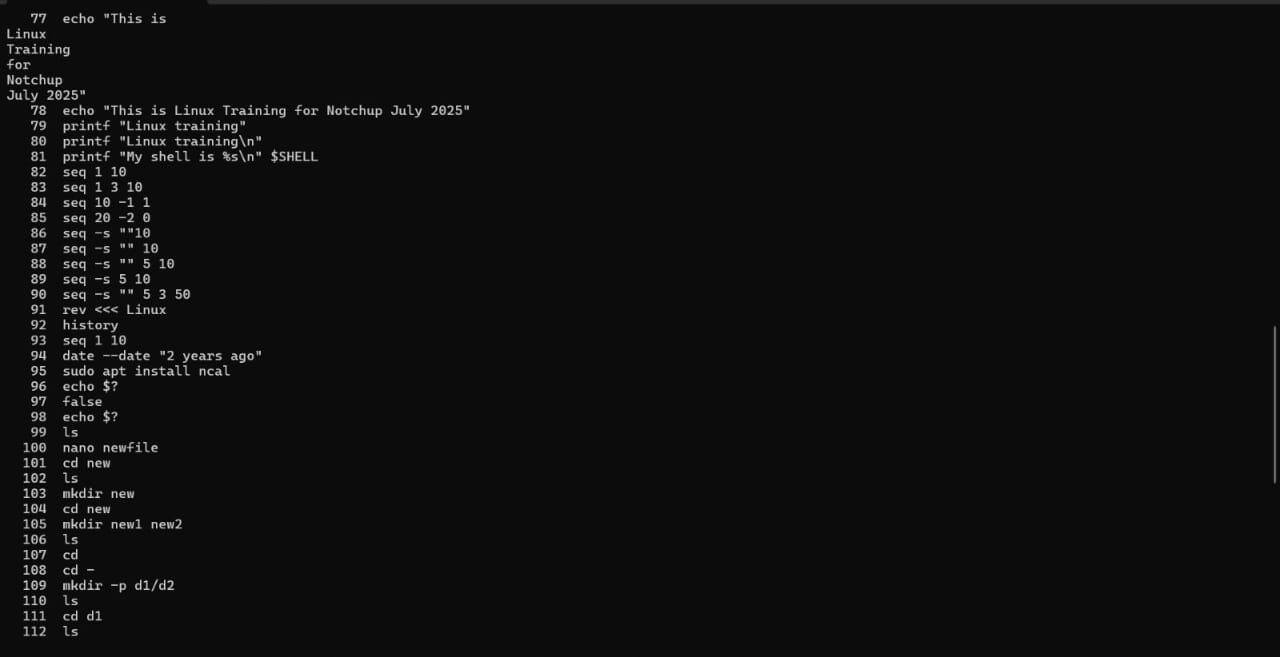 77 echo "This is
Linux
Training
for
Notchup
July 2025"
78 echo "This is Linux Training for Notchup July 2025"
79 printf "Linux training"
80 printf "Linux training\n"
81 printf "My shell is %s\n" $SHELL
82 seq 1 10
83 seq 1 3 10
84 seq 10 -1 1
85 seq 20 -2 0
86 seq -s ""10
87 seq -s "" 10
88 seq -s "" 5 10
89 seq -s 5 10
90 seq -s "" 5 3 50
91 rev <<< Linux
92 history
93 seq 1 10
94 date --date "2 years ago"
95 sudo apt install ncal
96 echo $?
97 false
98 echo $?
99 ls
100 nano newfile
101 cd new
102 ls
103 mkdir new
104 cd new
105 mkdir new1 new2
106 ls
107 cd
108 cd -
109 mkdir -p d1/d2
110 ls
111 cd d1
112 ls